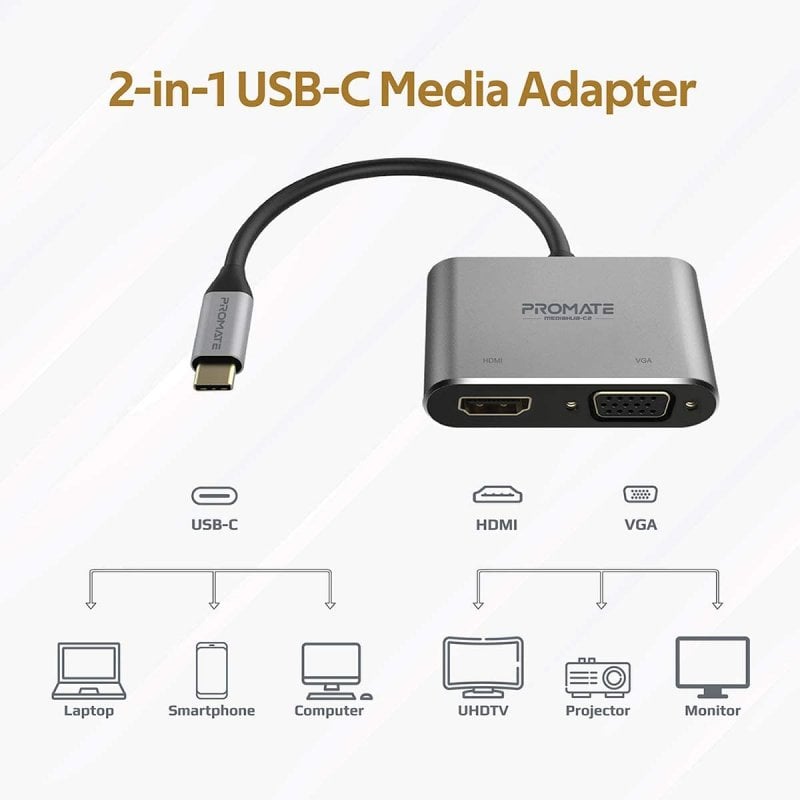 2-in-1 USB-C Media Adapter
PROMATE
PROMATE
MEDIAHUB-C2
HDMI VGA
USB-C HDMI VGA
Laptop Smartphone Computer UHDTV Projector Monitor